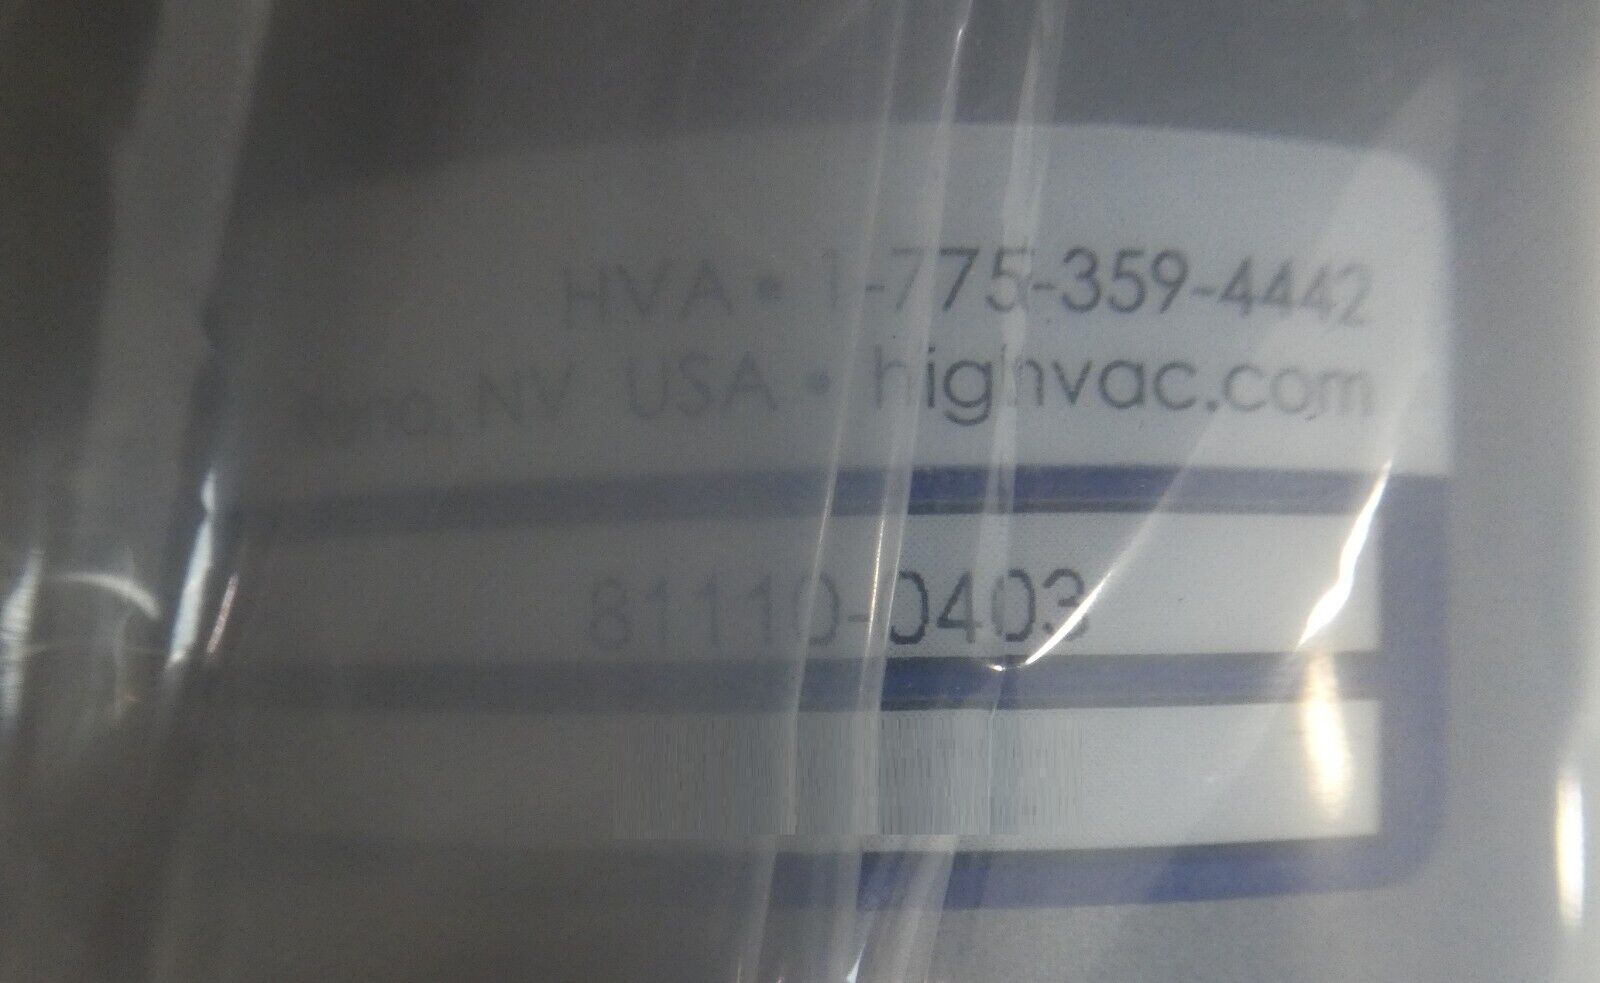 HVA • 1-775-359-4442
NV USA • highvac.com
81110-0403